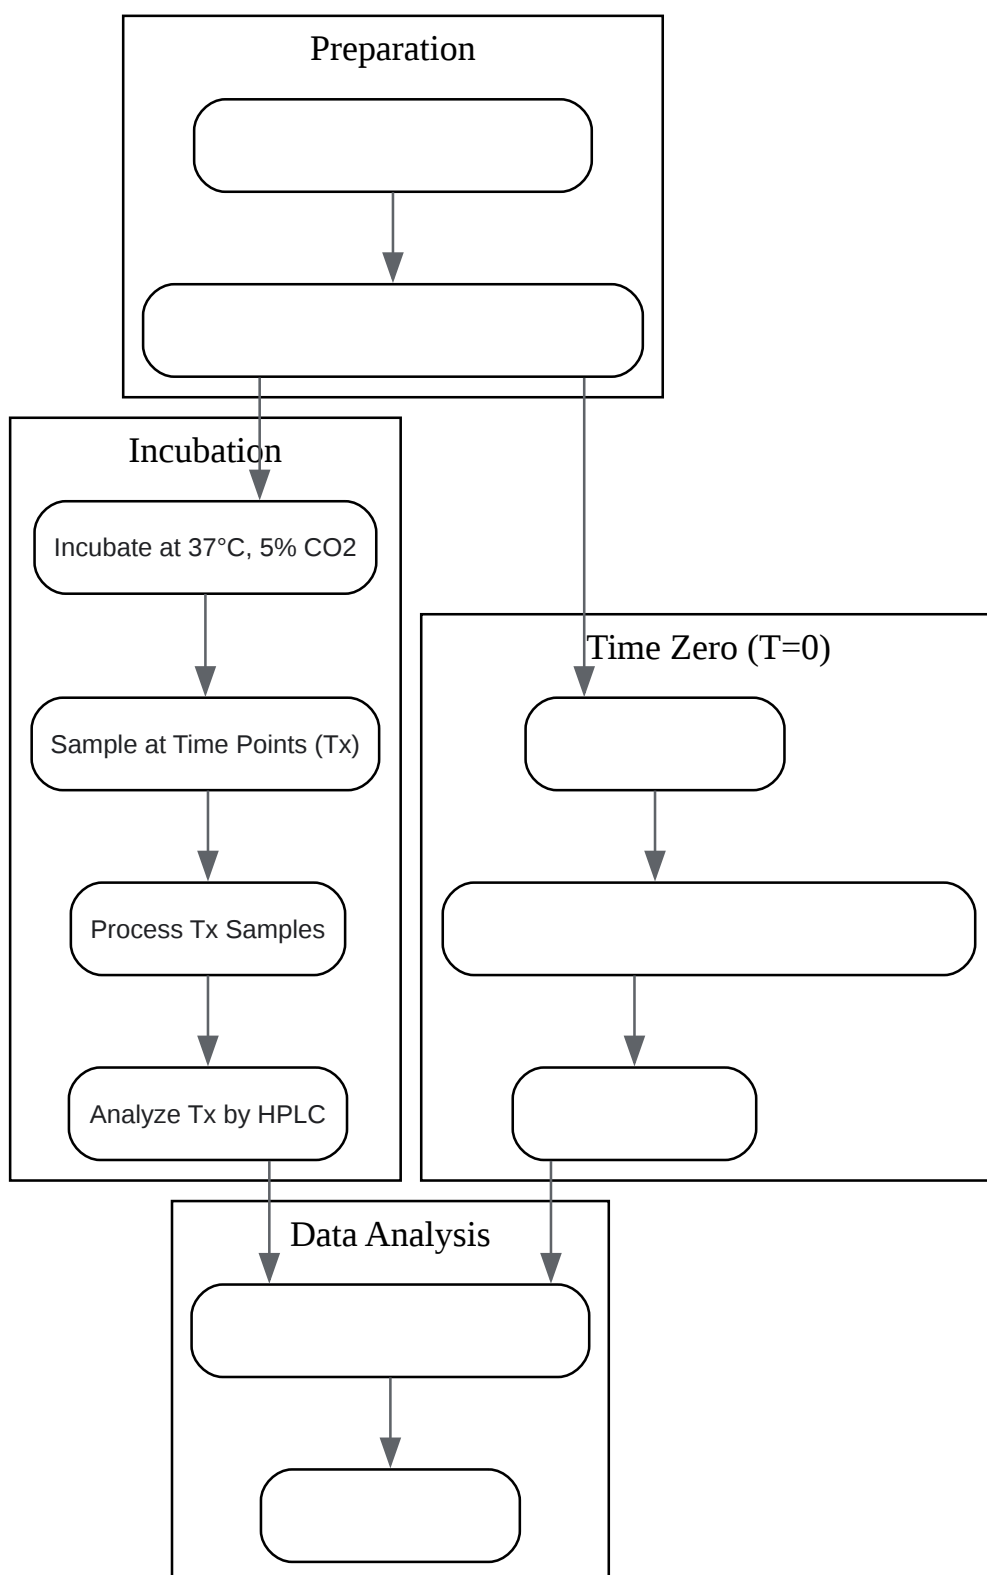 Preparation
Incubation
Incubate at 37°C, 5% CO2
Time Zero (T=0)
Sample at Time Points (Tx)
Process Tx Samples
Analyze Tx by HPLC
Data Analysis